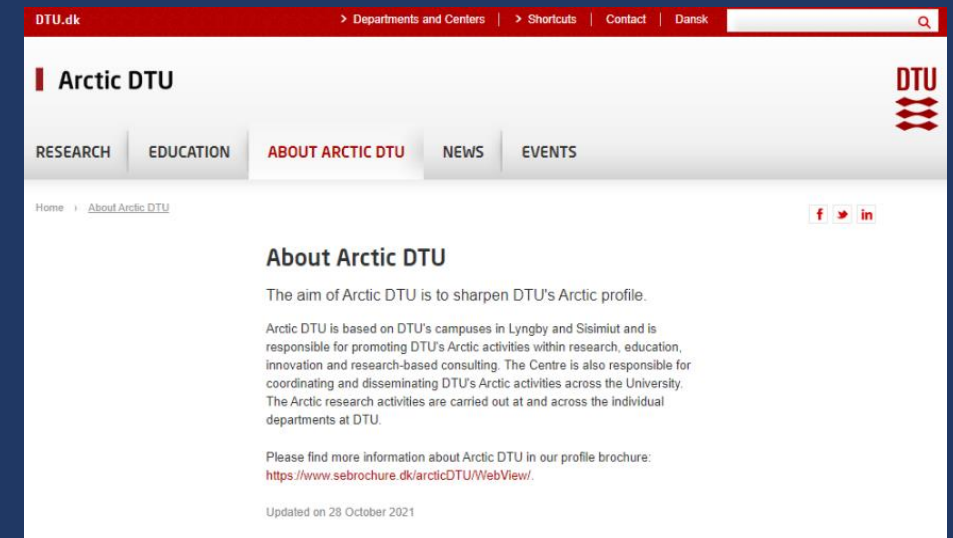 DTU.dk
> Departments and Centers | > Shortcuts | Contact | Dansk
Arctic DTU
DTU
RESEARCH
EDUCATION
ABOUT ARCTIC DTU
NEWS
EVENTS
Home › About Arctic DTU
f in
About Arctic DTU
The aim of Arctic DTU is to sharpen DTU's Arctic profile.
Arctic DTU is based on DTU's campuses in Lyngby and Sisimiut and is
responsible for promoting DTU's Arctic activities within research, education,
innovation and research-based consulting. The Centre is also responsible for
coordinating and disseminating DTU's Arctic activities across the University.
The Arctic research activities are carried out at and across the individual
departments at DTU.
Please find more information about Arctic DTU in our profile brochure:
https://www.sebrochure.dk/arcticDTU/WebView/.
Updated on 28 October 2021